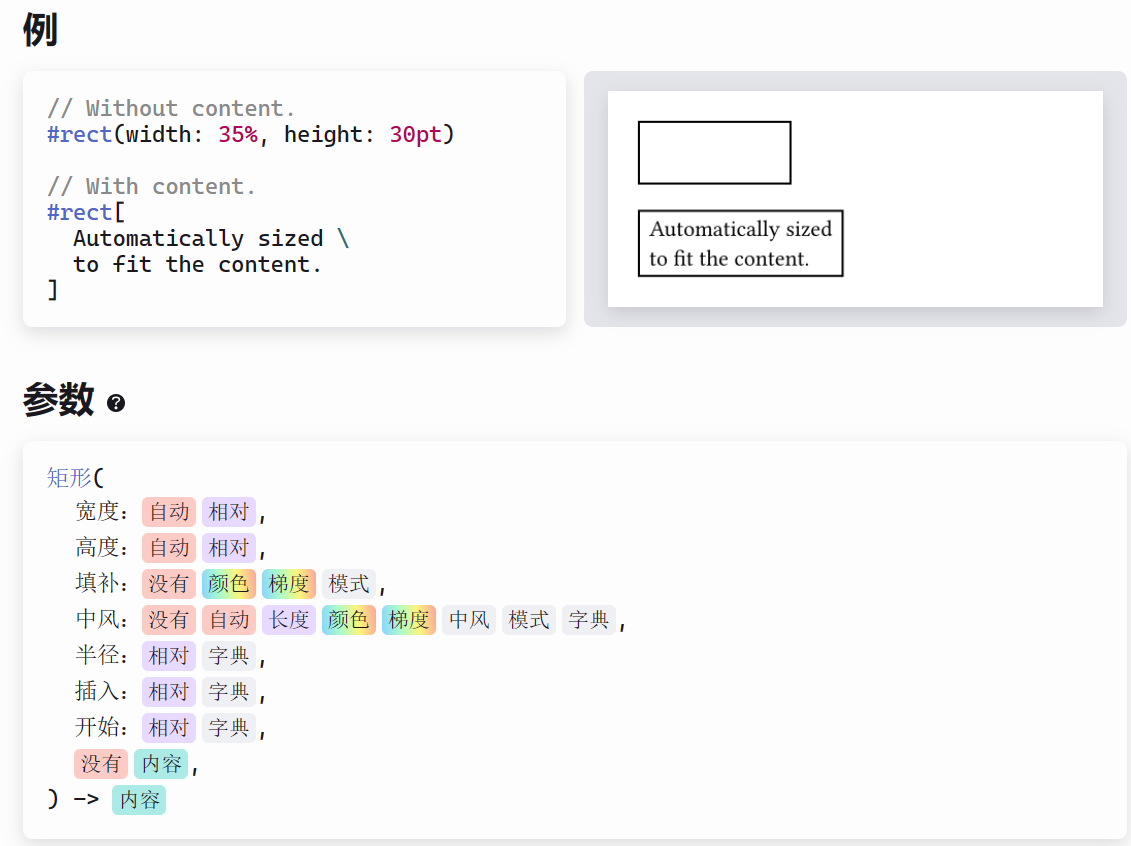 例
// Without content.
#rect(width: 35%, height: 30pt)
// With content.
#rect[
Automatically sized \
to fit the content.
]
Automatically sized
to fit the content.
参数 ?
矩形(
宽度: 自动 相对 ,
高度: 自动 相对 ,
填补: 没有 颜色 梯度 模式 ,
中风: 没有 自动 长度 颜色 梯度 中风 模式 字典 ,
半径: 相对 字典 ,
插入: 相对 字典 ,
开始: 相对 字典 ,
没有 内容 ,
) -> 内容